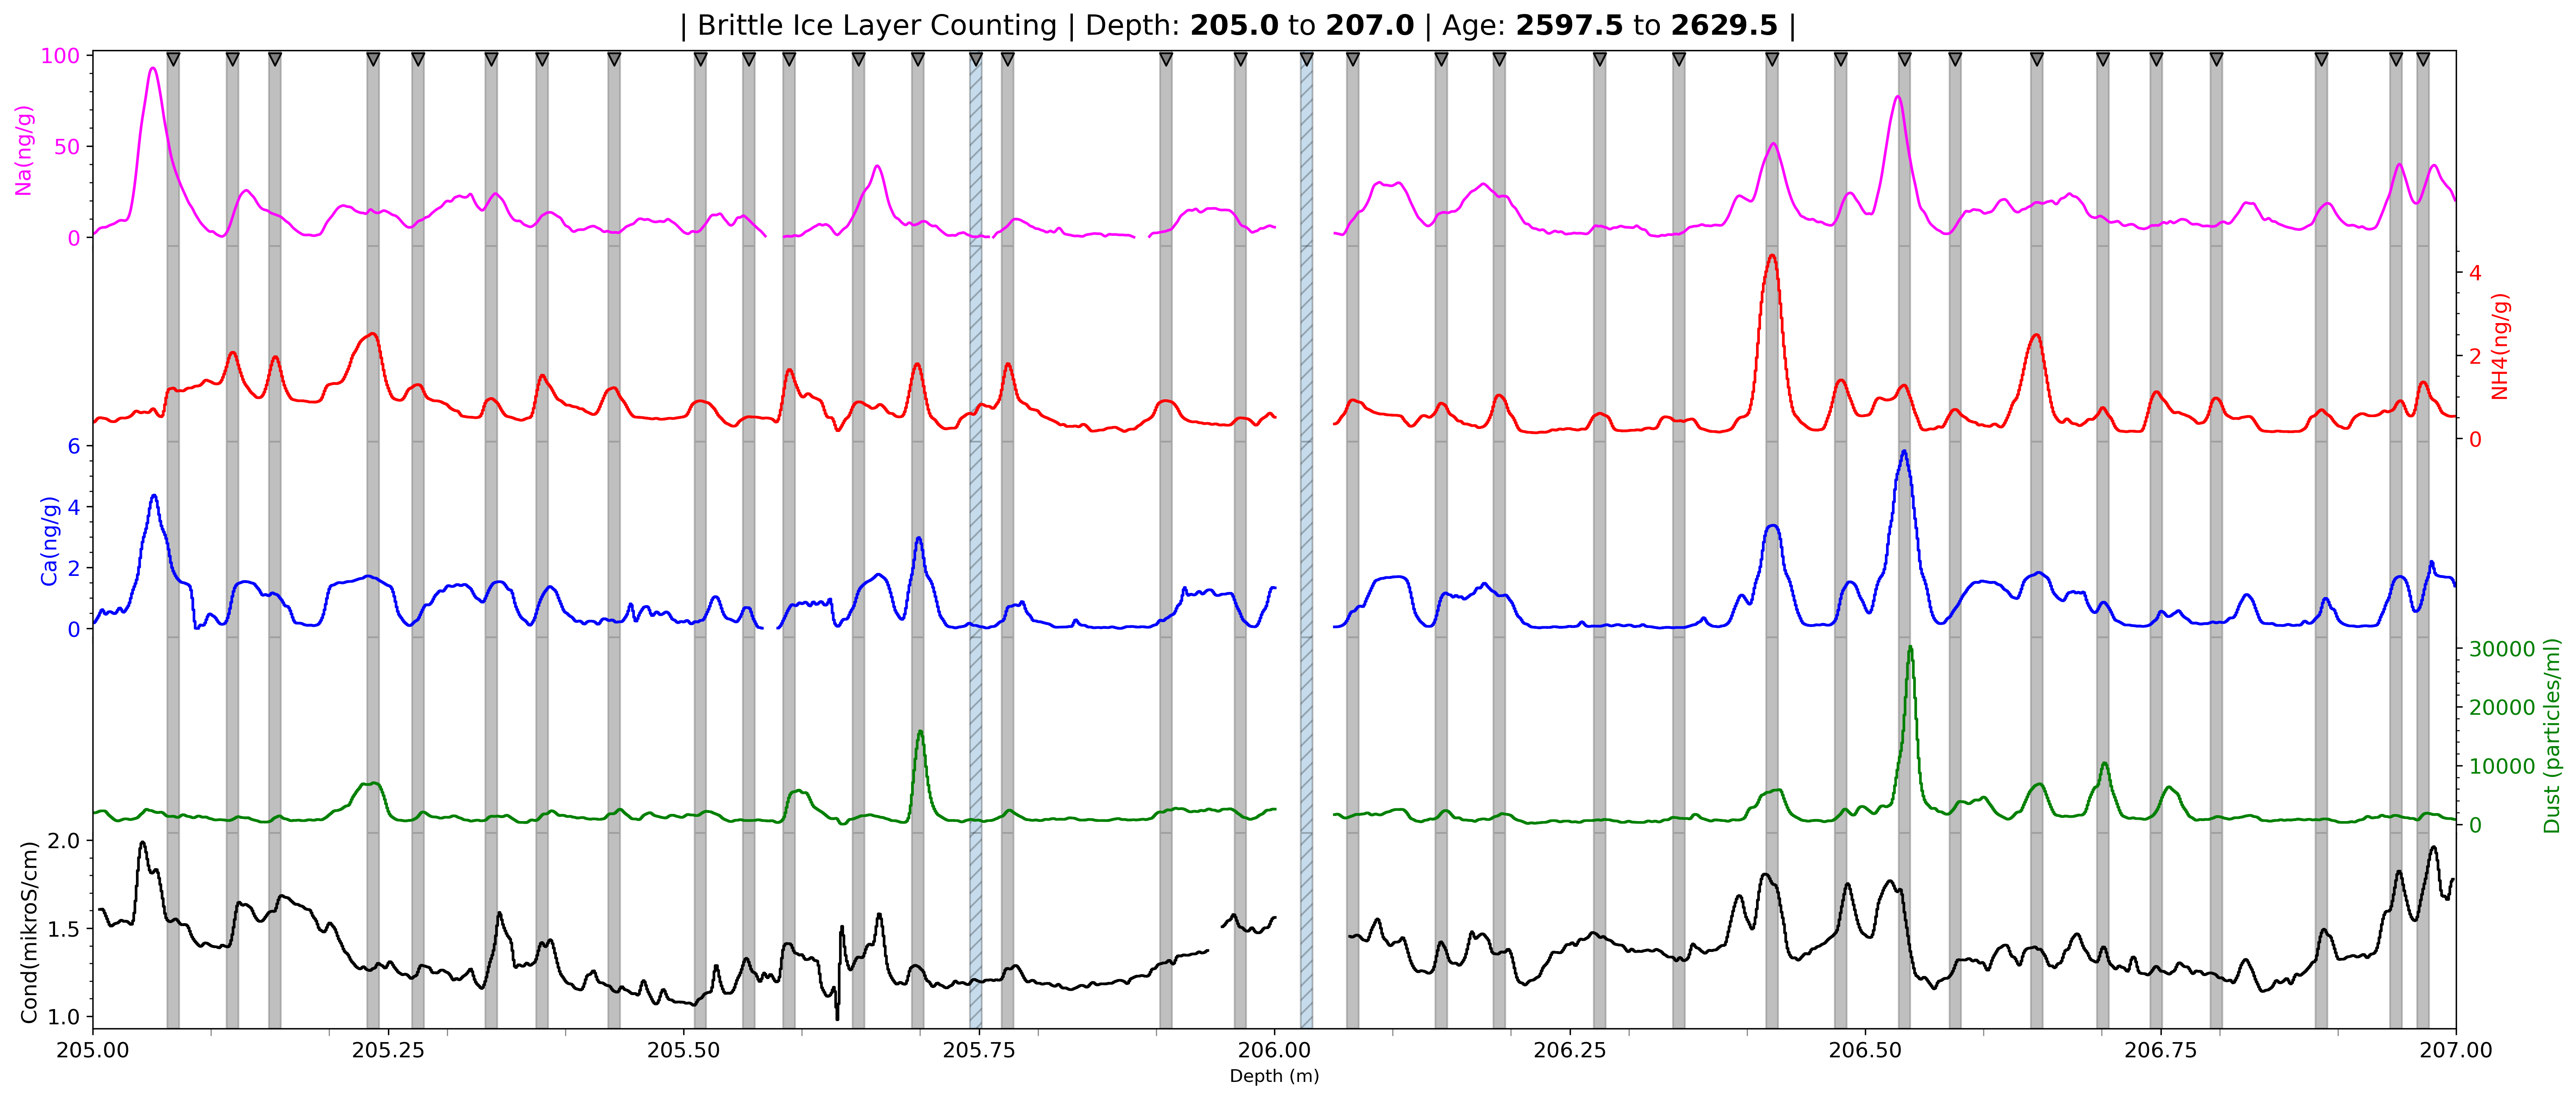 | Brittle Ice Layer Counting | Depth: 205.0 to 207.0 | Age: 2597.5 to 2629.5 |
100
50
0
Na(ng/g)
4
2
0
NH4(ng/g)
6
4
2
0
Ca(ng/g)
30000
20000
10000
0
Dust (particles/ml)
2.0
1.5
1.0
Cond(mikroS/cm)
205.00 205.25 205.50 205.75 206.00 206.25 206.50 206.75 207.00
Depth (m)